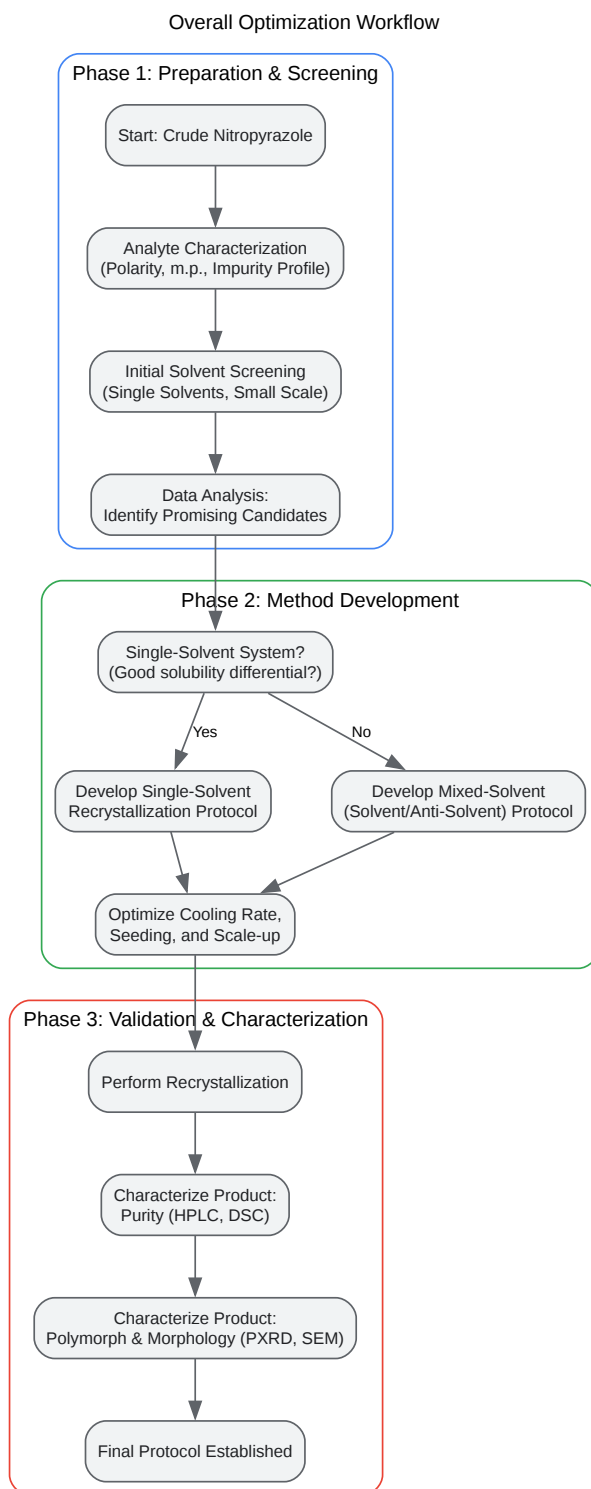 Overall Optimization Workflow
Phase 1: Preparation & Screening
Start: Crude Nitropyrazole
Analyte Characterization
(Polarity, m.p., Impurity Profile)
Initial Solvent Screening
(Single Solvents, Small Scale)
Data Analysis:
Identify Promising Candidates
Phase 2: Method Development
Single-Solvent System?
(Good solubility differential?)
Yes
No
Develop Single-Solvent
Recrystallization Protocol
Develop Mixed-Solvent
(Solvent/Anti-Solvent) Protocol
Optimize Cooling Rate,
Seeding, and Scale-up
Phase 3: Validation & Characterization
Perform Recrystallization
Characterize Product:
Purity (HPLC, DSC)
Characterize Product:
Polymorph & Morphology (PXRD, SEM)
Final Protocol Established